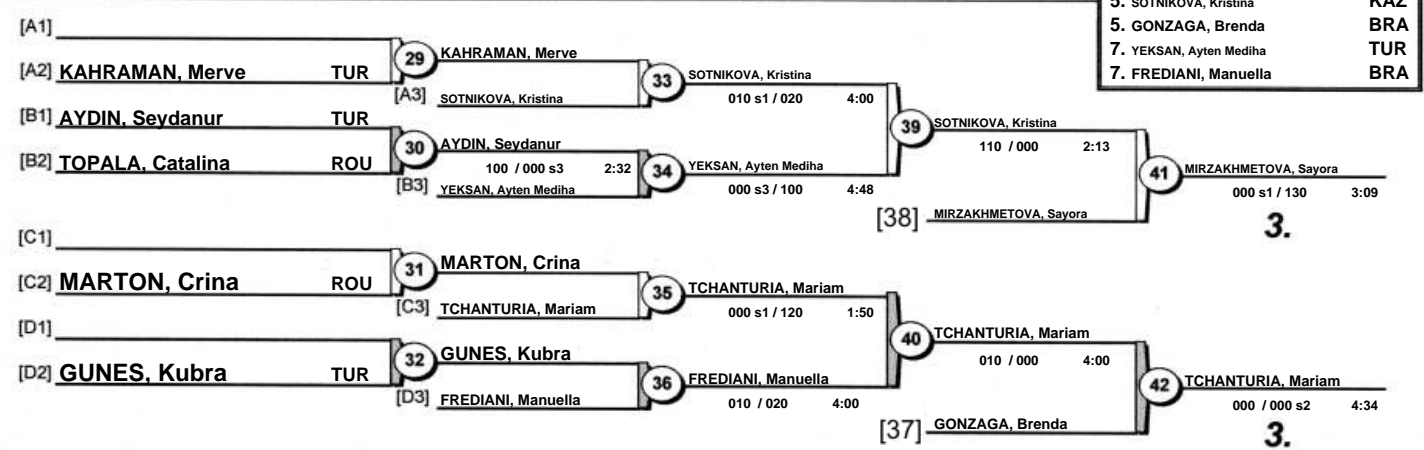 5. SOTNIKOVA, Kristina KAZ
5. GONZAGA, Brenda BRA
7. YEKSAN, Ayten Mediha TUR
7. FREDIANI, Manuella BRA
[A1]
[A2] KAHRAMAN, Merve TUR
29
KAHRAMAN, Merve
[A3] SOTNIKOVA, Kristina
33
SOTNIKOVA, Kristina
010 s1 / 020 4:00
[B1] AYDIN, Seydanur TUR
[B2] TOPALA, Catalina ROU
30
AYDIN, Seydanur
100 / 000 s3 2:32
[B3] YEKSAN, Ayten Mediha
34
YEKSAN, Ayten Mediha
000 s3 / 100 4:48
39
SOTNIKOVA, Kristina
110 / 000 2:13
[38] MIRZAKHMETOVA, Sayora
41
MIRZAKHMETOVA, Sayora
000 s1 / 130 3:09
3.
[C1]
[C2] MARTON, Crina ROU
31
MARTON, Crina
[C3] TCHANTURIA, Mariam
35
TCHANTURIA, Mariam
000 s1 / 120 1:50
[D1]
[D2] GUNES, Kubra TUR
32
GUNES, Kubra
[D3] FREDIANI, Manuella
36
FREDIANI, Manuella
010 / 020 4:00
40
TCHANTURIA, Mariam
010 / 000 4:00
[37] GONZAGA, Brenda
42
TCHANTURIA, Mariam
000 / 000 s2 4:34
3.